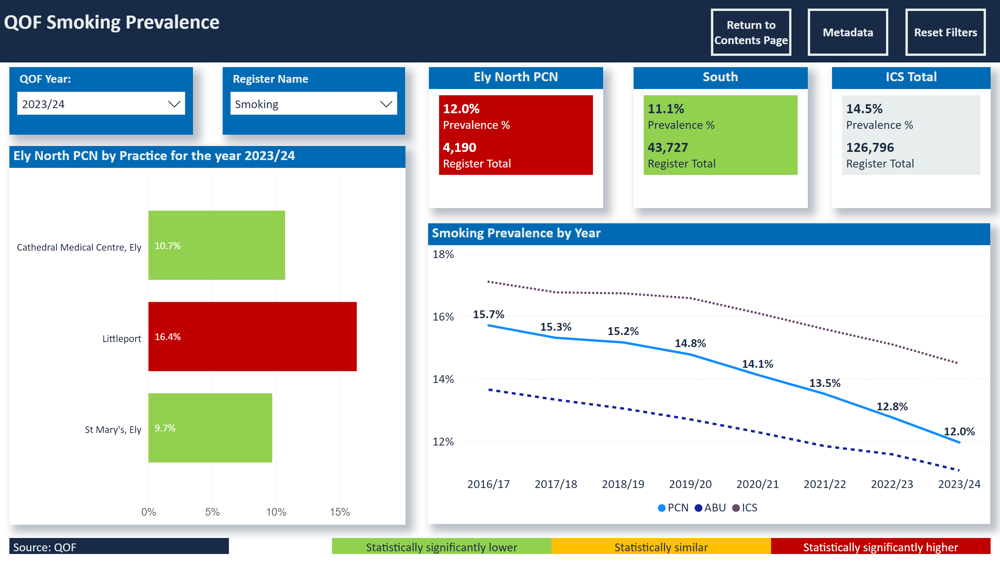 QOF Smoking Prevalence
Return to
Contents Page
Metadata
Reset Filters
QOF Year:
2023/24
Register Name
Smoking
Ely North PCN
12.0%
Prevalence %
4,190
Register Total
South
11.1%
Prevalence %
43,727
Register Total
ICS Total
14.5%
Prevalence %
126,796
Register Total
Ely North PCN by Practice for the year 2023/24
Cathedral Medical Centre, Ely
10.7%
Littleport
16.4%
St Mary's, Ely
9.7%
0% 5% 10% 15%
Smoking Prevalence by Year
18%
16%
14%
12%
15.7%
15.3%
15.2%
14.8%
14.1%
13.5%
12.8%
12.0%
2016/17 2017/18 2018/19 2019/20 2020/21 2021/22 2022/23 2023/24
PCN ABU ICS
Source: QOF
Statistically significantly lower
Statistically similar
Statistically significantly higher